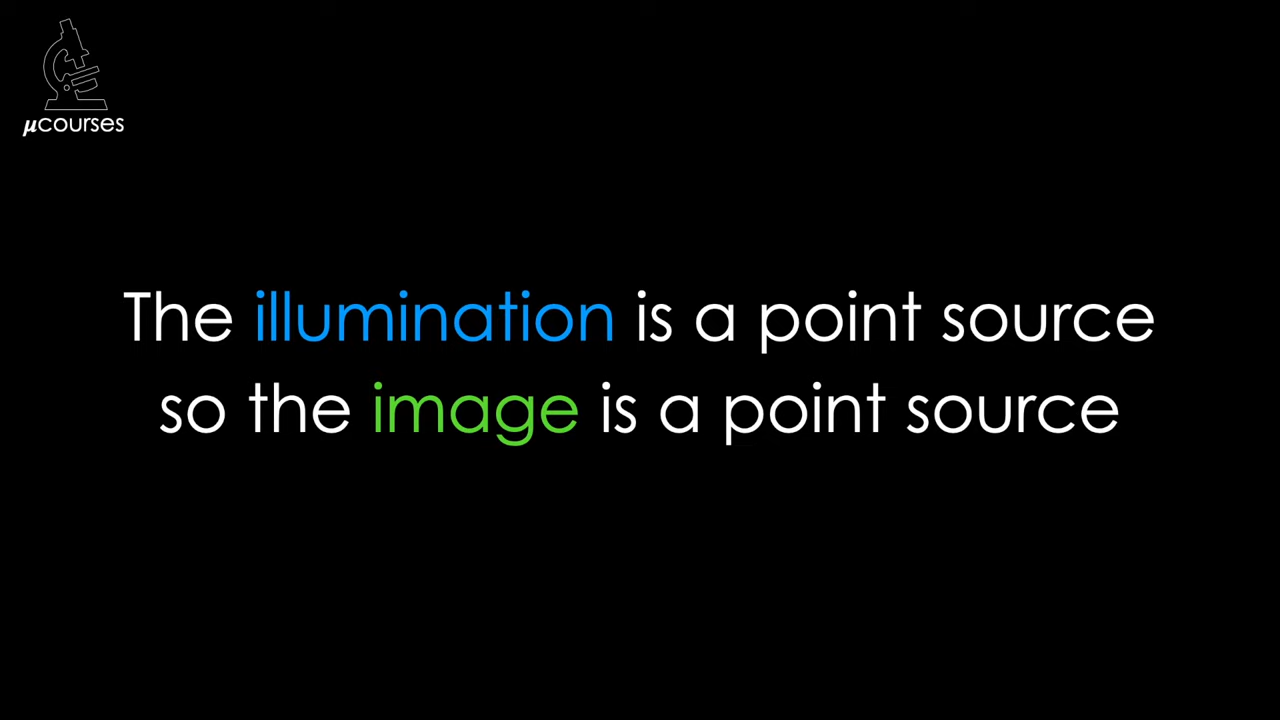 µcourses
The illumination is a point source
so the image is a point source